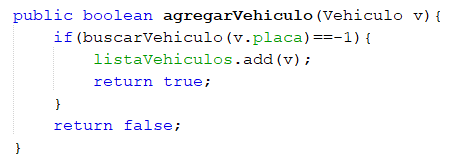 public boolean agregarVehiculo(Vehiculo v){
if(buscarVehiculo(v.placa)==-1){
listaVehiculos.add(v);
return true;
}
return false;
}